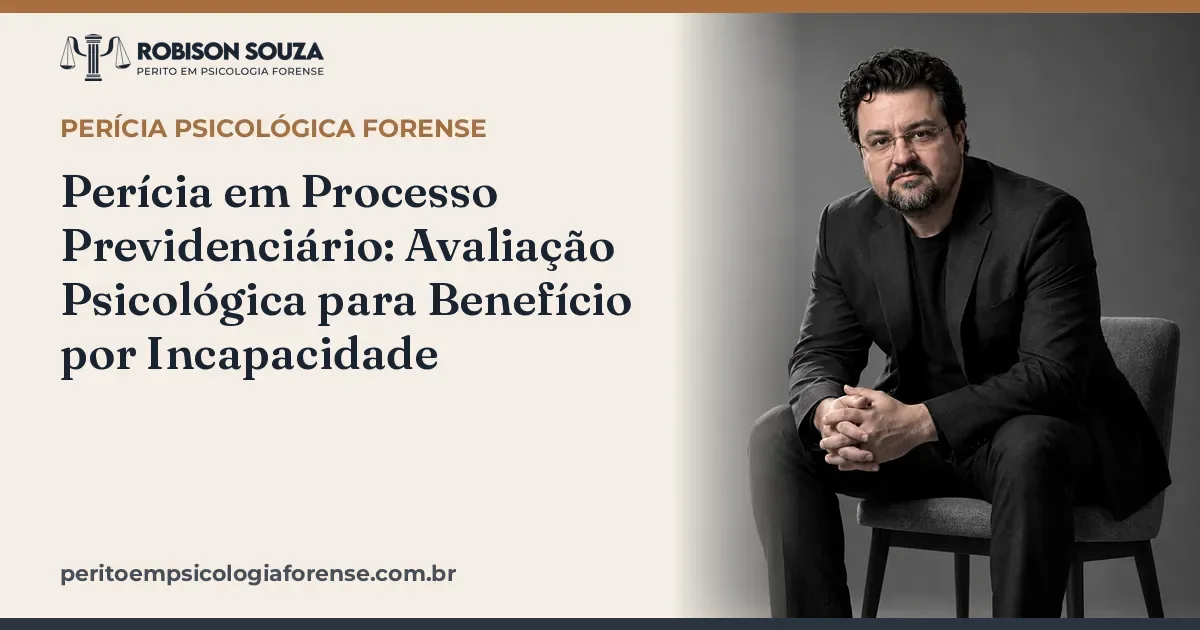 ROBISON SOUZA
PERITO EM PSICOLOGIA FORENSE
PERÍCIA PSICOLÓGICA FORENSE
Perícia em Processo
Previdenciário: Avaliação
Psicológica para Benefício
por Incapacidade
peritoempsicologiaforense.com.br